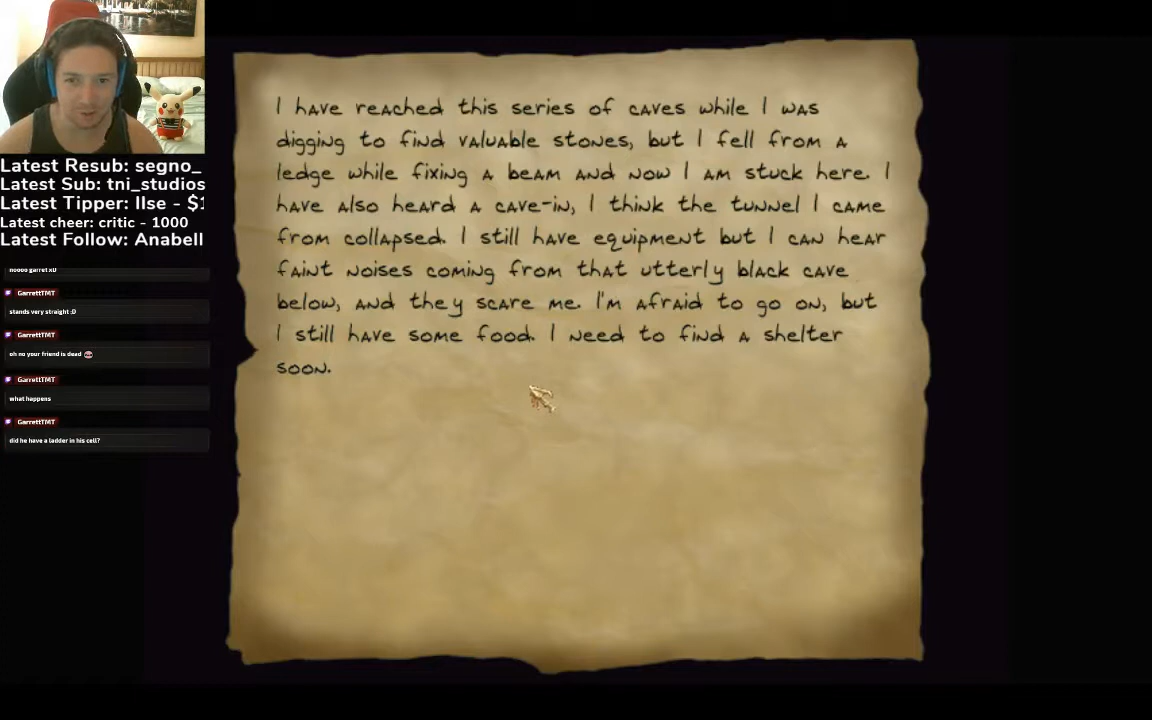 Latest Resub: segno_
Latest Sub: tni_studios
Latest Tipper: Ilse - $1
Latest cheer: critic - 1000
Latest Follow: Anabell
noooo garret xD
GarrettTMT
stands very straight ;D
GarrettTMT
oh no your friend is dead
GarrettTMT
what happens
GarrettTMT
did he have a ladder in his cell?
I have reached this series of caves while I was
digging to find valuable stones, but I fell from a
ledge while fixing a beam and now I am stuck here. I
have also heard a cave-in, I think the tunnel I came
from collapsed. I still have equipment but I can hear
faint noises coming from that utterly black cave
below, and they scare me. I'm afraid to go on, but
I still have some food. I need to find a shelter
soon.